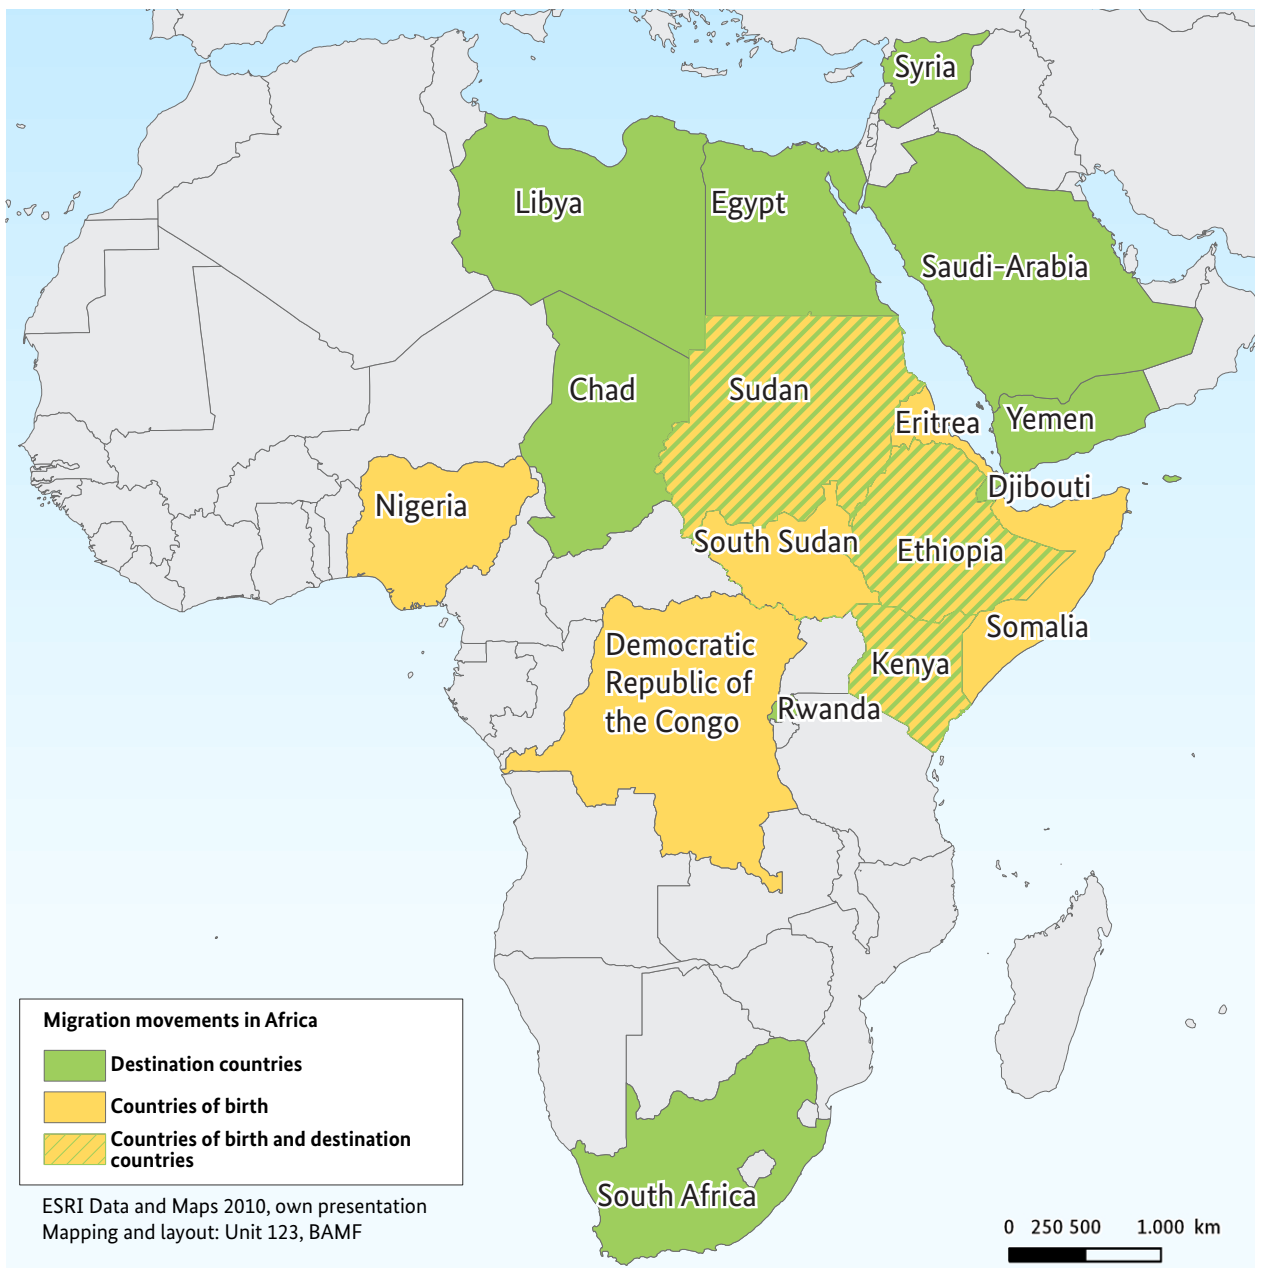 Syria
Libya
Egypt
Saudi-Arabia
Chad
Sudan
Eritrea
Yemen
Djibouti
Nigeria
South Sudan
Ethiopia
Somalia
Democratic
Republic of
the Congo
Kenya
Rwanda
South Africa
Migration movements in Africa
Destination countries
Countries of birth
Countries of birth and destination
countries
ESRI Data and Maps 2010, own presentation
Mapping and layout: Unit 123, BAMF
0 250 500 1.000 km